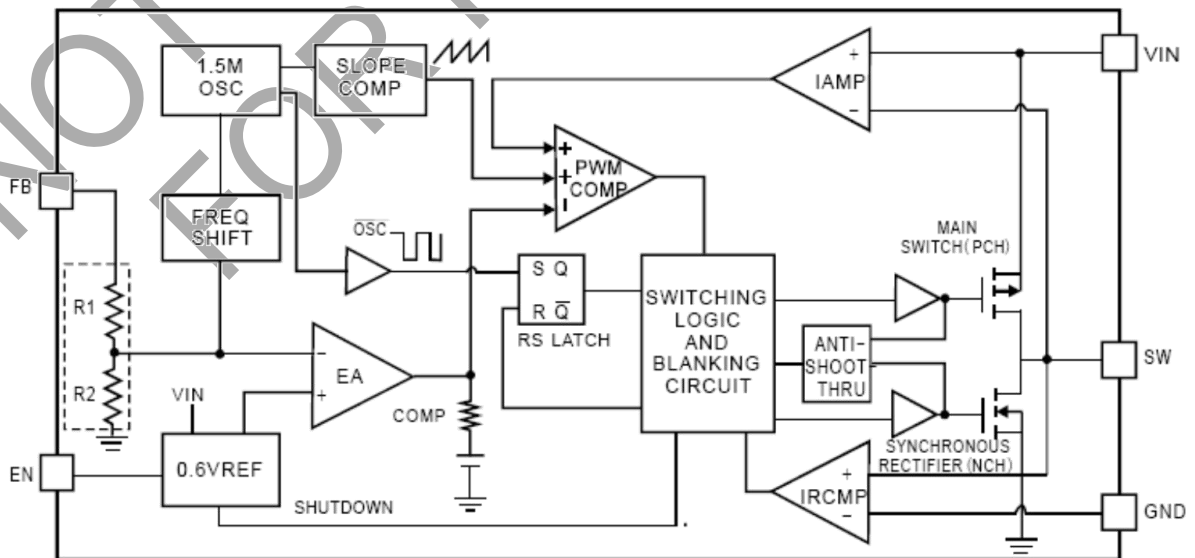 NOT
FOR
1.5M
OSC
SLOPE
COMP
+
IAMP
−
VIN
FB
FREQ
SHIFT
+
+
−
PWM
COMP
OSC
MAIN
SWITCH(PCH)
R1
R2
S Q
R Q
RS LATCH
SWITCHING
LOGIC
AND
BLANKING
CIRCUIT
ANTI-
SHOOT-
THRU
SW
−
EA
+
VIN
COMP
EN
0.6VREF
SHUTDOWN
SYNCHRONOUS
RECTIFIER (NCH)
+
IRCMP
−
GND